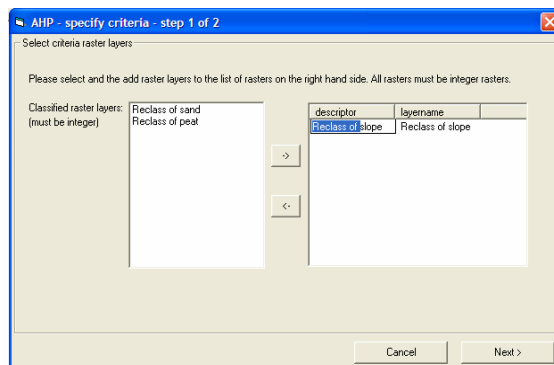 AHP - specify criteria - step 1 of 2
Select criteria raster layers
Please select and the add raster layers to the list of rasters on the right hand side. All rasters must be integer rasters.
Classified raster layers:
(must be integer)
Reclass of sand
Reclass of peat
->
<-
descriptor layername
Reclass of slope Reclass of slope
Cancel Next >